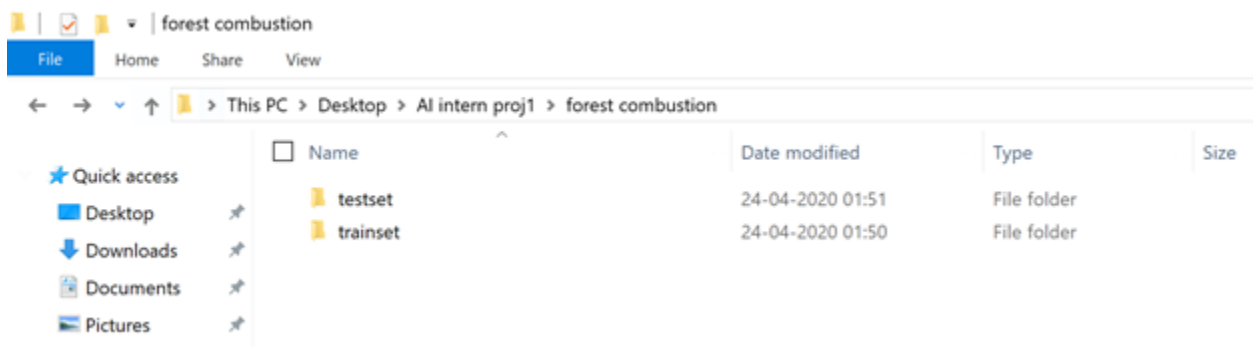 forest combustion
File Home Share View
This PC > Desktop > AI intern proj1 > forest combustion
Name Date modified Type Size
Quick access
Desktop
Downloads
Documents
Pictures
testset 24-04-2020 01:51 File folder
trainset 24-04-2020 01:50 File folder